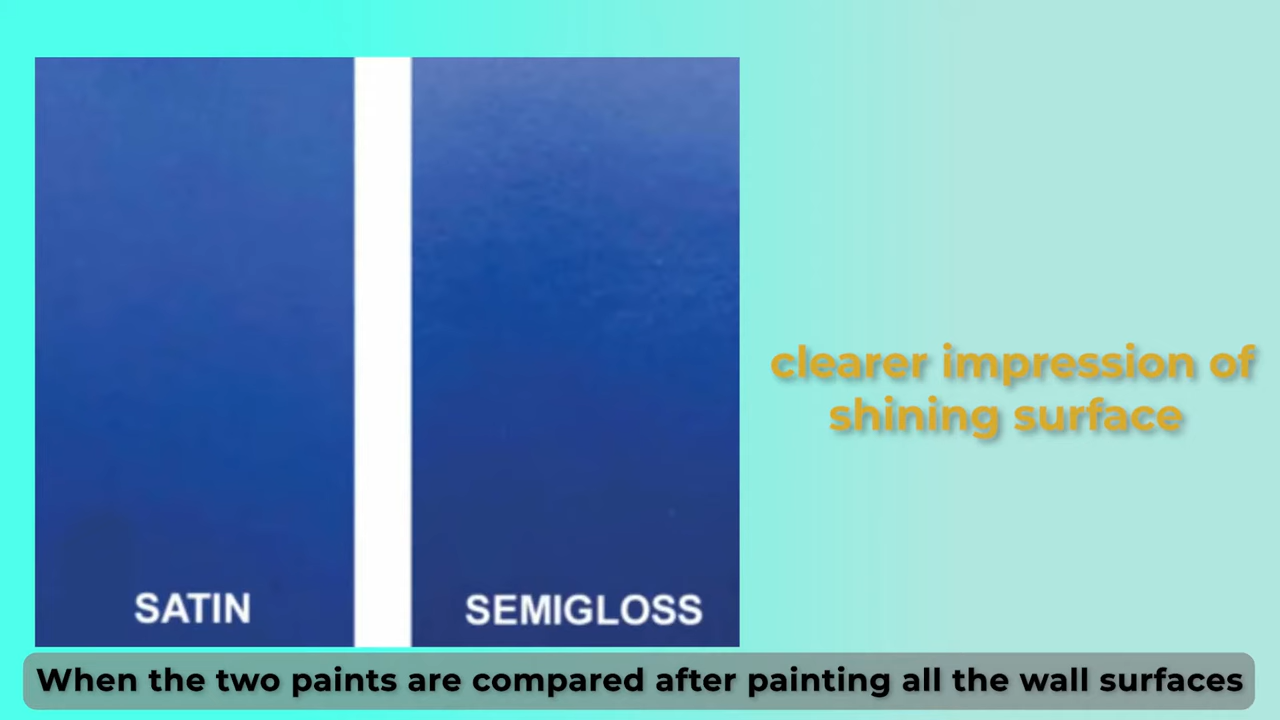 clearer impression of
shining surface
SATIN
SEMIGLOSS
When the two paints are compared after painting all the wall surfaces